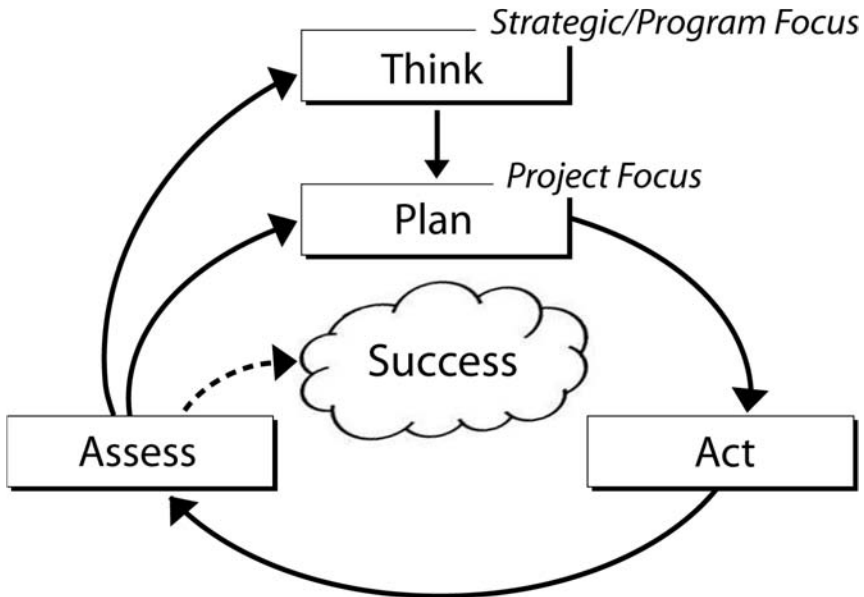 Strategic/Program Focus
Think
Project Focus
Plan
Success
Assess
Act